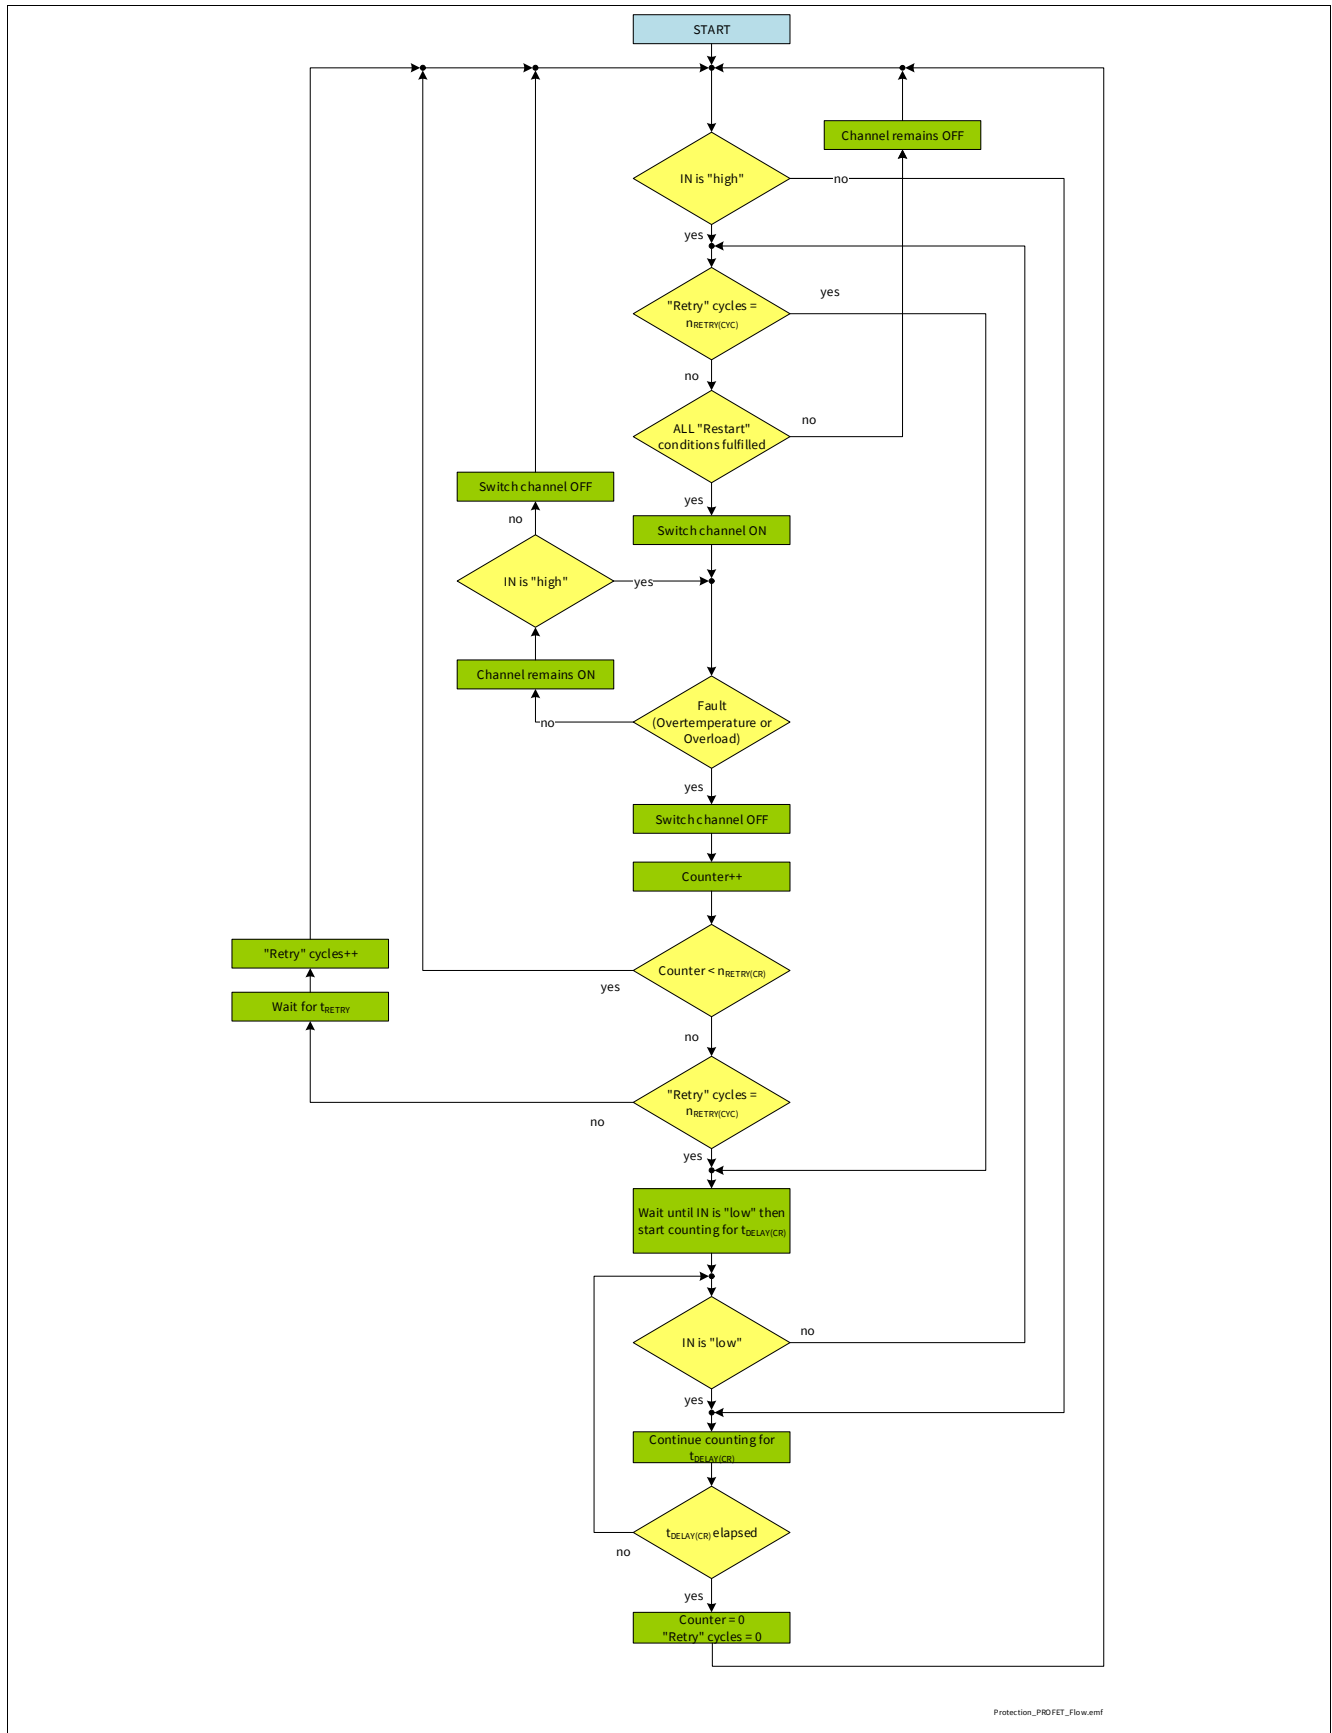 START
Channel remains OFF
IN is "high"
no
yes
"Retry" cycles =
nRETRY(CYC)
yes
no
ALL "Restart"
conditions fulfilled
no
yes
Switch channel OFF
no
Switch channel ON
IN is "high"
yes
Channel remains ON
no
Fault
(Overtemperature or
Overload)
yes
Switch channel OFF
Counter++
"Retry" cycles++
Wait for tRETRY
Counter < nRETRY(CR)
yes
no
"Retry" cycles =
nRETRY(CYC)
no
yes
Wait until IN is "low" then
start counting for tDELAY(CR)
IN is "low"
no
yes
Continue counting for
tDELAY(CR)
tDELAY(CR) elapsed
no
yes
Counter = 0
"Retry" cycles = 0
Protection_PROFET_Flow.emf